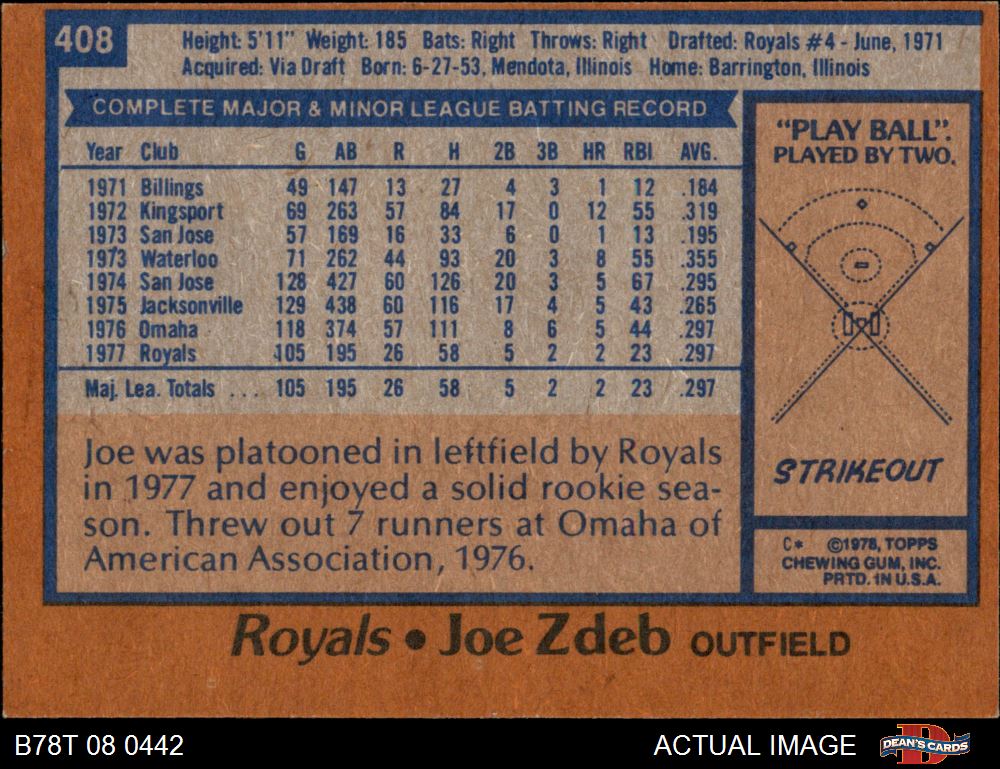 408
Height: 5'11" Weight: 185 Bats: Right Throws: Right Drafted: Royals #4 - June, 1971
Acquired: Via Draft Born: 6-27-53, Mendota, Illinois Home: Barrington, Illinois
COMPLETE MAJOR & MINOR LEAGUE BATTING RECORD
Year Club G AB R H 2B 3B HR RBI AVG.
1971 Billings 49 147 13 27 4 3 1 12 .184
1972 Kingsport 69 263 57 84 17 0 12 55 .319
1973 San Jose 57 169 16 33 6 0 1 13 .195
1973 Waterloo 71 262 44 93 20 3 8 55 .355
1974 San Jose 128 427 60 126 20 3 5 67 .295
1975 Jacksonville 129 438 60 116 17 4 5 43 .265
1976 Omaha 118 374 57 111 8 6 5 44 .297
1977 Royals 105 195 26 58 5 2 2 23 .297
Maj. Lea. Totals ... 105 195 26 58 5 2 2 23 .297
Joe was platooned in leftfield by Royals
in 1977 and enjoyed a solid rookie sea-
son. Threw out 7 runners at Omaha of
American Association, 1976.
"PLAY BALL".
PLAYED BY TWO.
STRIKEOUT
C* ©1978, TOPPS
CHEWING GUM, INC.
PRTD. IN U.S.A.
Royals • Joe Zdeb OUTFIELD
B78T 08 0442
ACTUAL IMAGE
D
DEAN'S CARDS